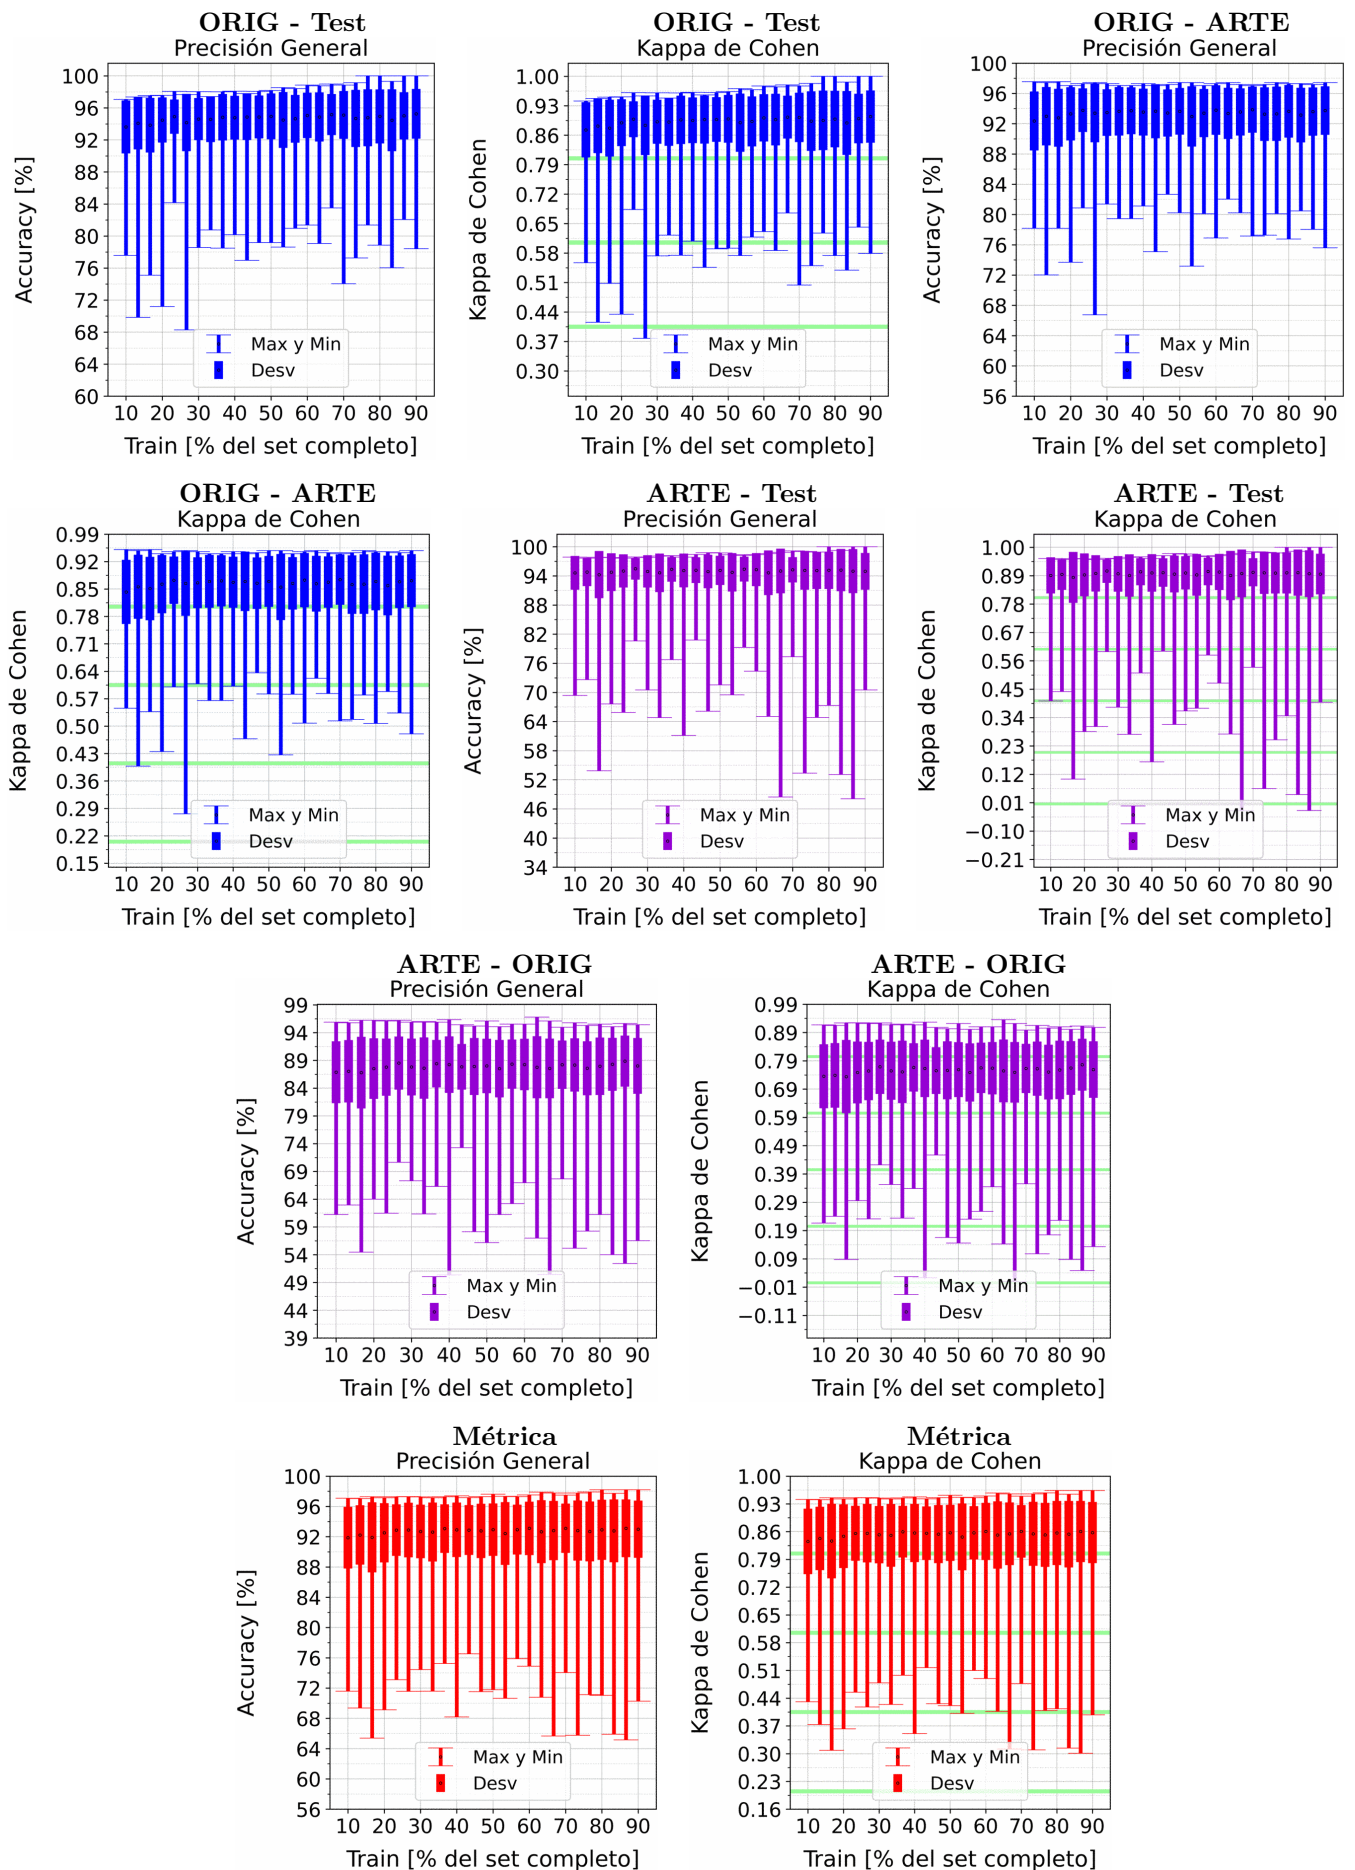 ORIG - Test
Precisión General
Accuracy [%]
100
96
92
88
84
80
76
72
68
64
60
Max y Min
Desv
10 20 30 40 50 60 70 80 90
Train [% del set completo]
ORIG - Test
Kappa de Cohen
Kappa de Cohen
1.00
0.93
0.86
0.79
0.72
0.65
0.58
0.51
0.44
0.37
0.30
Max y Min
Desv
10 20 30 40 50 60 70 80 90
Train [% del set completo]
ORIG - ARTE
Precisión General
Accuracy [%]
100
96
92
88
84
80
76
72
68
64
60
56
Max y Min
Desv
10 20 30 40 50 60 70 80 90
Train [% del set completo]
ORIG - ARTE
Kappa de Cohen
Kappa de Cohen
0.99
0.92
0.85
0.78
0.71
0.64
0.57
0.50
0.43
0.36
0.29
0.22
0.15
Max y Min
Desv
10 20 30 40 50 60 70 80 90
Train [% del set completo]
ARTE - Test
Precisión General
Accuracy [%]
100
94
88
82
76
70
64
58
52
46
40
34
Max y Min
Desv
10 20 30 40 50 60 70 80 90
Train [% del set completo]
ARTE - Test
Kappa de Cohen
Kappa de Cohen
1.00
0.89
0.78
0.67
0.56
0.45
0.34
0.23
0.12
0.01
−0.10
−0.21
Max y Min
Desv
10 20 30 40 50 60 70 80 90
Train [% del set completo]
ARTE - ORIG
Precisión General
Accuracy [%]
99
94
89
84
79
74
69
64
59
54
49
44
39
Max y Min
Desv
10 20 30 40 50 60 70 80 90
Train [% del set completo]
ARTE - ORIG
Kappa de Cohen
Kappa de Cohen
0.99
0.89
0.79
0.69
0.59
0.49
0.39
0.29
0.19
0.09
−0.01
−0.11
Max y Min
Desv
10 20 30 40 50 60 70 80 90
Train [% del set completo]
Métrica
Precisión General
Accuracy [%]
100
96
92
88
84
80
76
72
68
64
60
56
Max y Min
Desv
10 20 30 40 50 60 70 80 90
Train [% del set completo]
Métrica
Kappa de Cohen
Kappa de Cohen
1.00
0.93
0.86
0.79
0.72
0.65
0.58
0.51
0.44
0.37
0.30
0.23
0.16
Max y Min
Desv
10 20 30 40 50 60 70 80 90
Train [% del set completo]